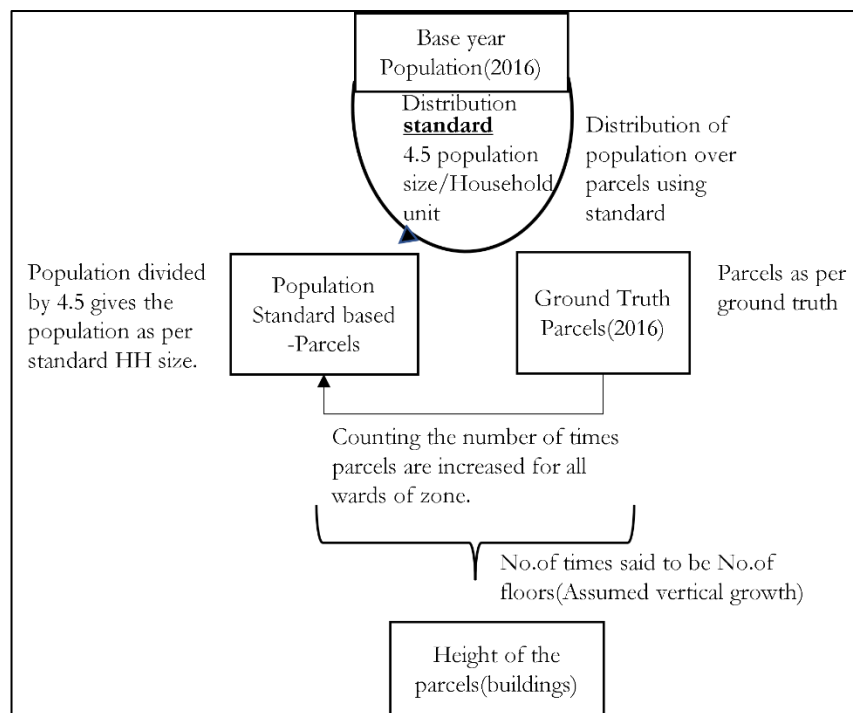 Base year
Population(2016)
Distribution
standard
4.5 population
size/Household
unit
Distribution of
population over
parcels using
standard
Population divided
by 4.5 gives the
population as per
standard HH size.
Population
Standard based
-Parcels
Ground Truth
Parcels(2016)
Parcels as per
ground truth
Counting the number of times
parcels are increased for all
wards of zone.
No.of times said to be No.of
floors(Assumed vertical growth)
Height of the
parcels(buildings)